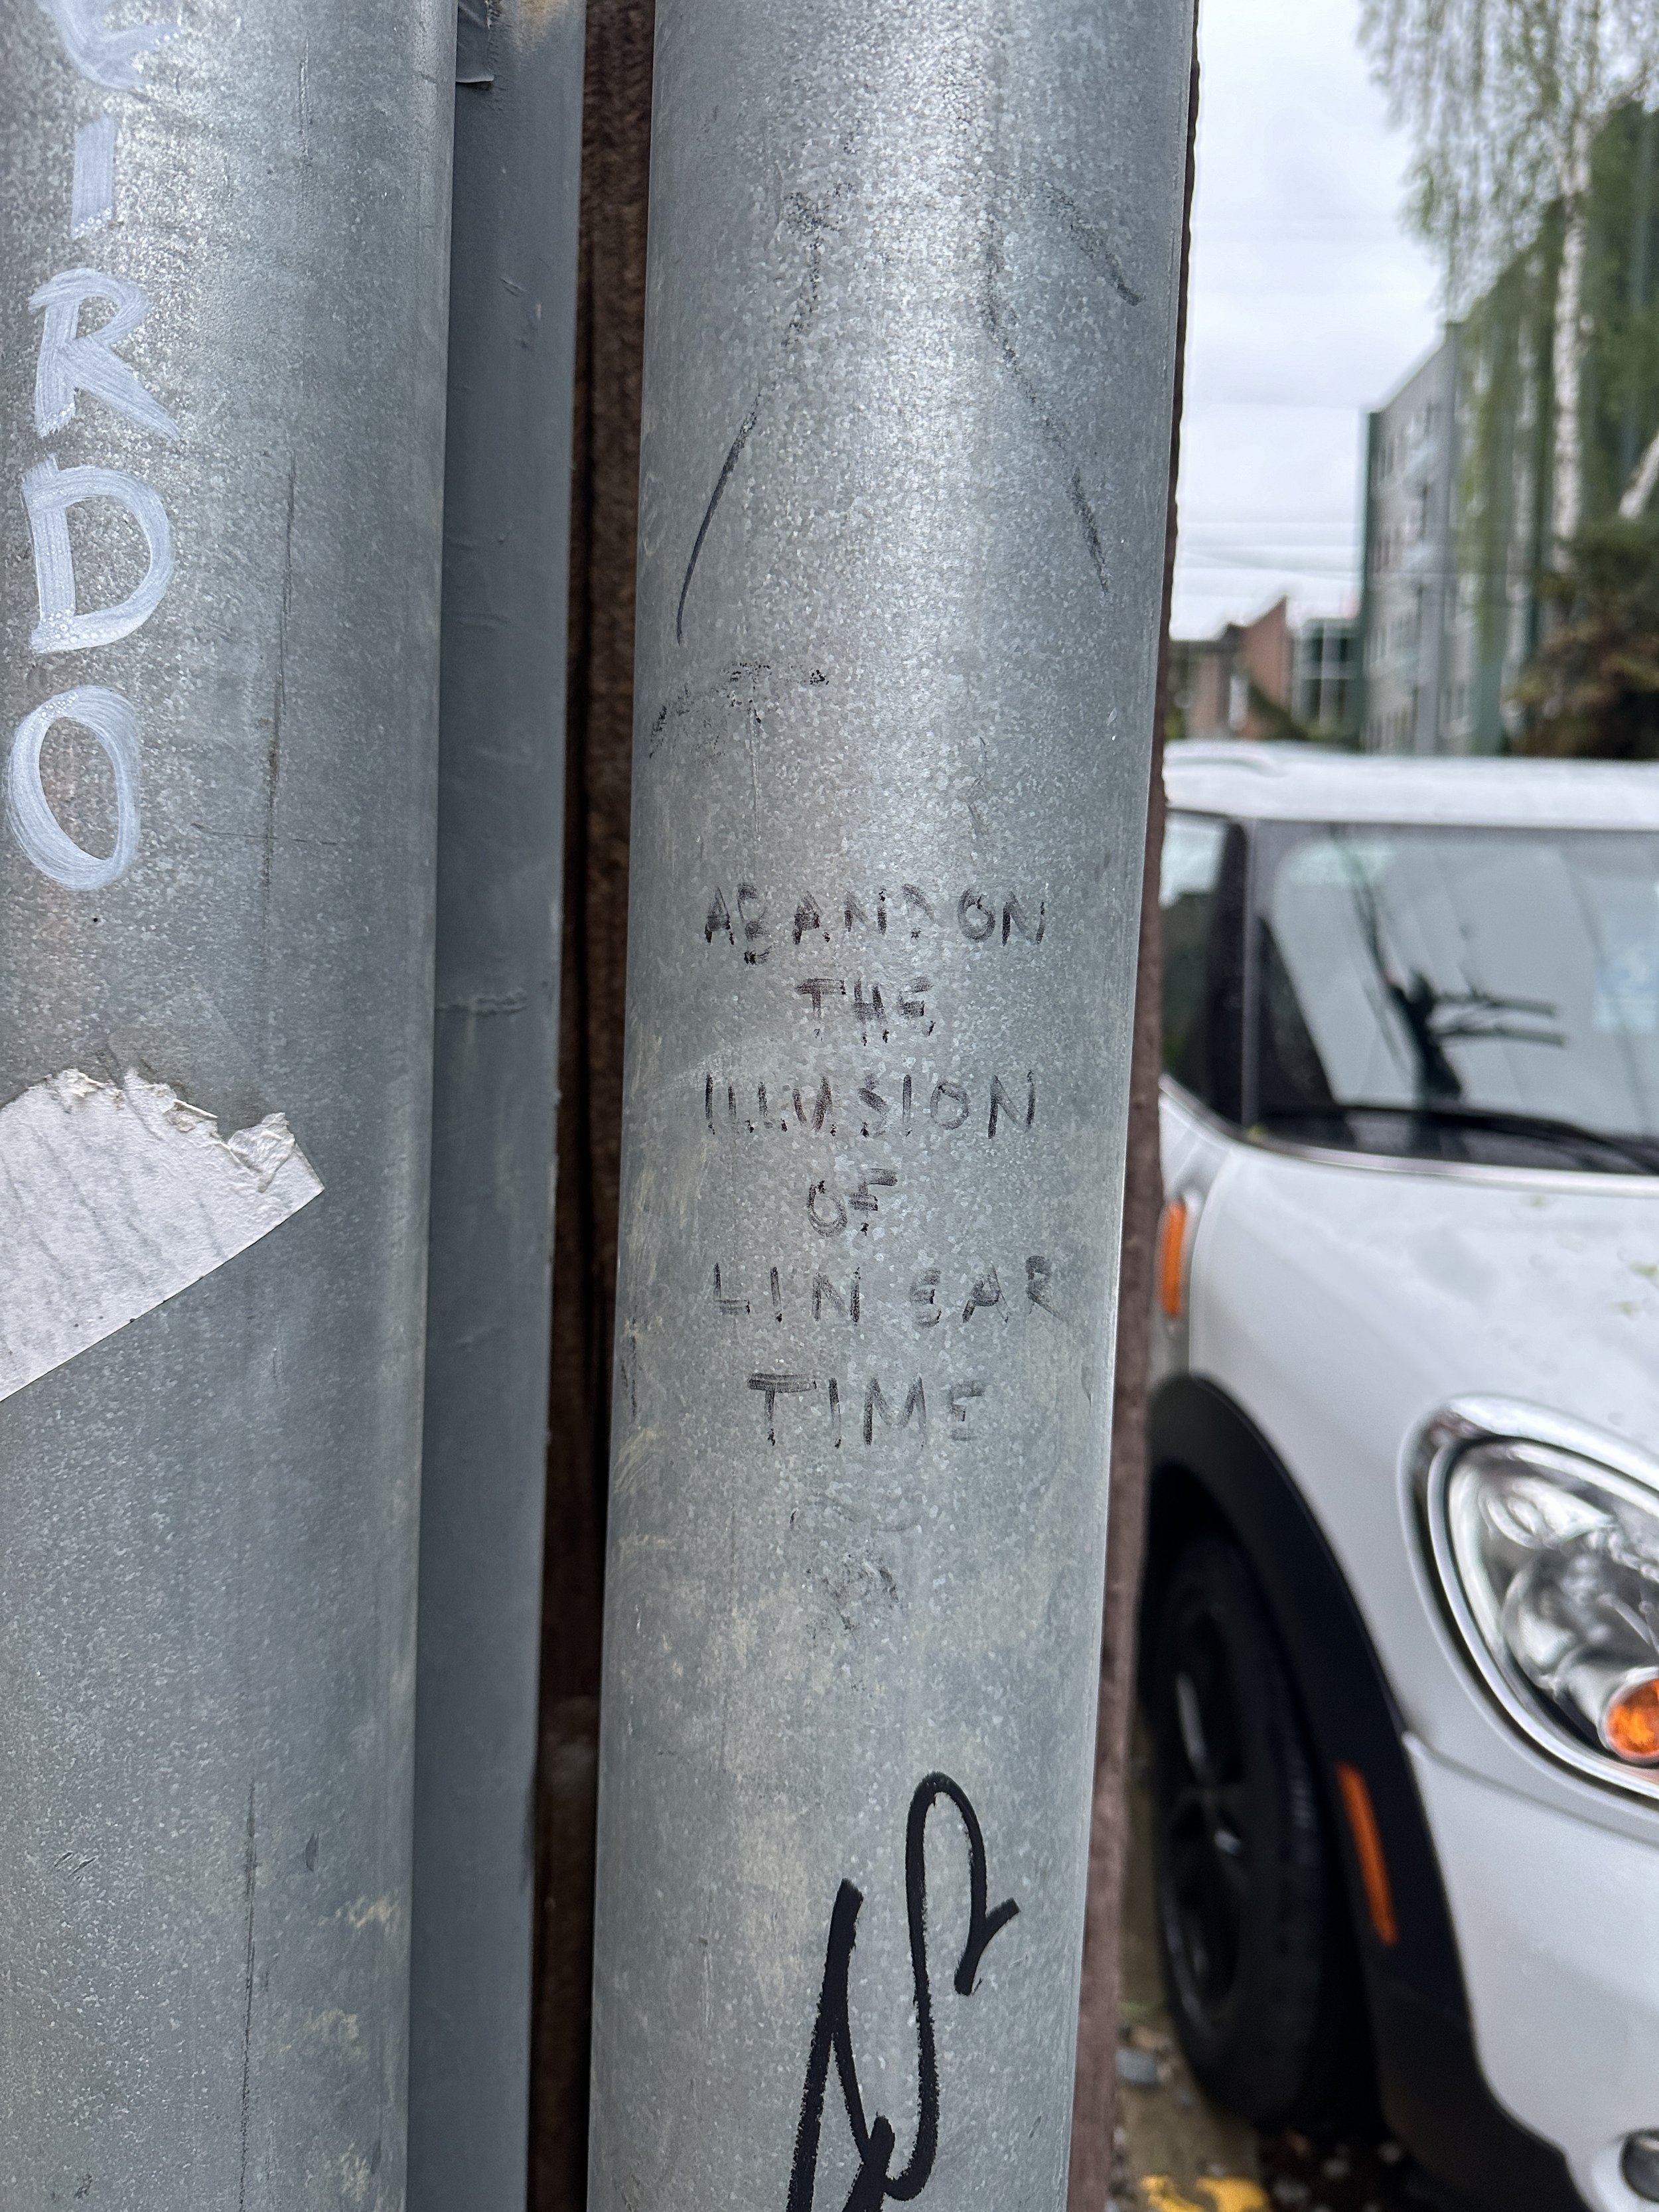 IRDO
ABANDON
THE
ILLUSION
OF
LINEAR
TIME